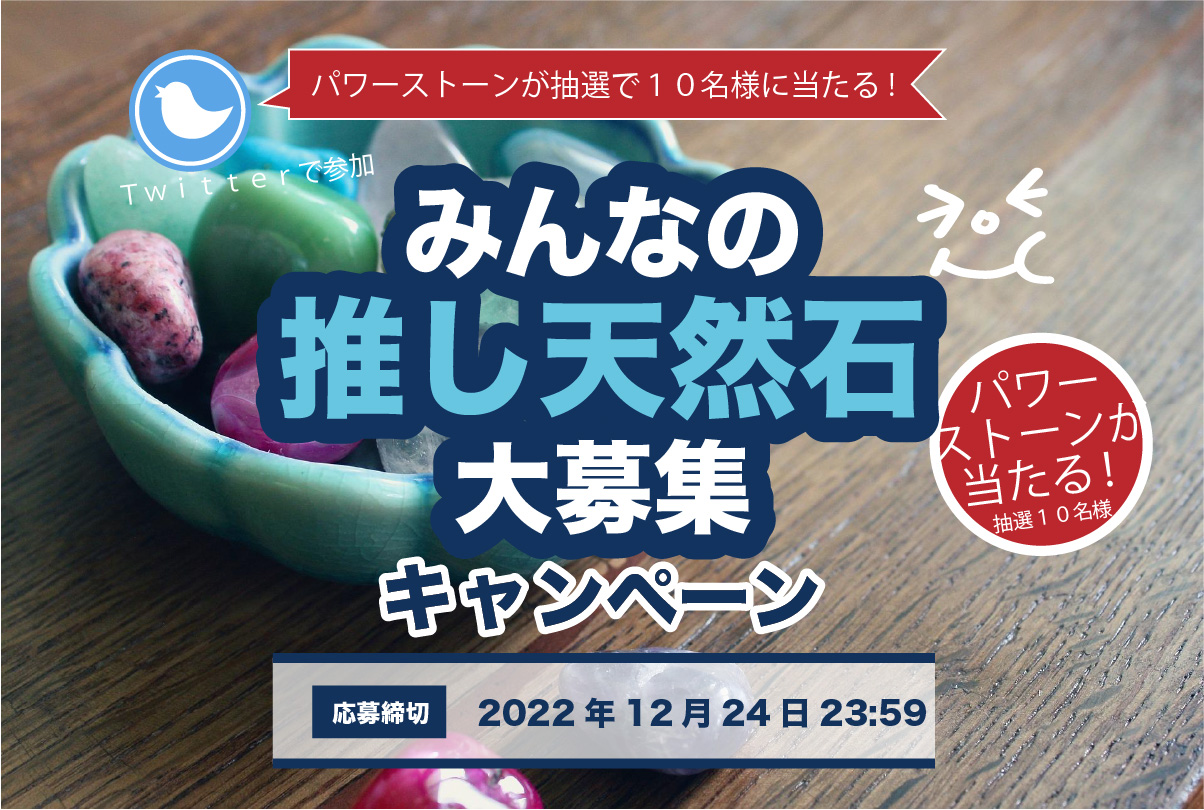 パワーストーンが抽選で１０名様に当たる！
Ｔｗｉｔｔｅｒで参加
みんなの
推し天然石
大募集
キャンペーン
パワー
ストーンが
当たる！
抽選１０名様
応募締切 2022年12月24日23:59